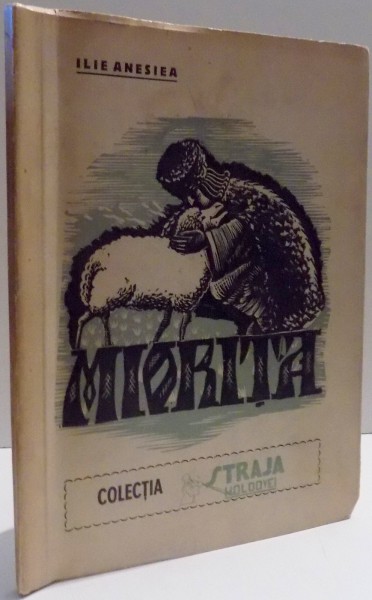 ILIE ANESIEA
MIORIȚA
COLECȚIA STRAJA
MOLDOVEI